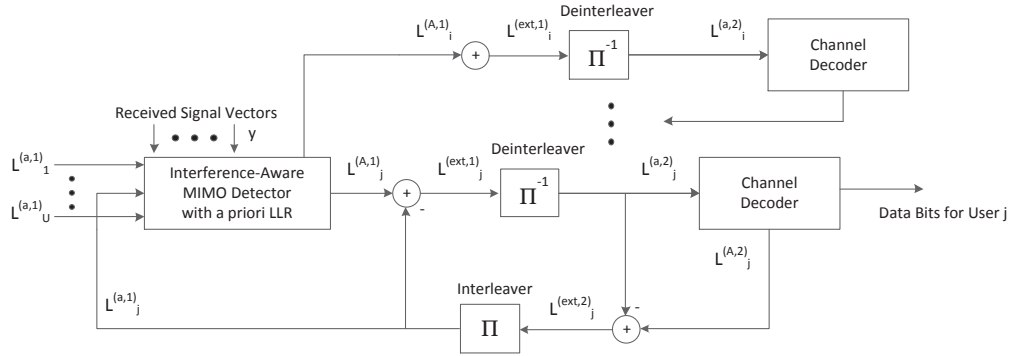 Deinterleaver
L^(A,1)_i
L^(ext,1)_i
Π^-1
L^(a,2)_i
Channel
Decoder
+
Received Signal Vectors
y
L^(a,1)_1
L^(a,1)_U
Interference-Aware
MIMO Detector
with a priori LLR
L^(A,1)_j
+
-
L^(ext,1)_j
Deinterleaver
Π^-1
L^(a,2)_j
Channel
Decoder
Data Bits for User j
L^(A,2)_j
L^(a,1)_j
Interleaver
Π
L^(ext,2)_j
-
+